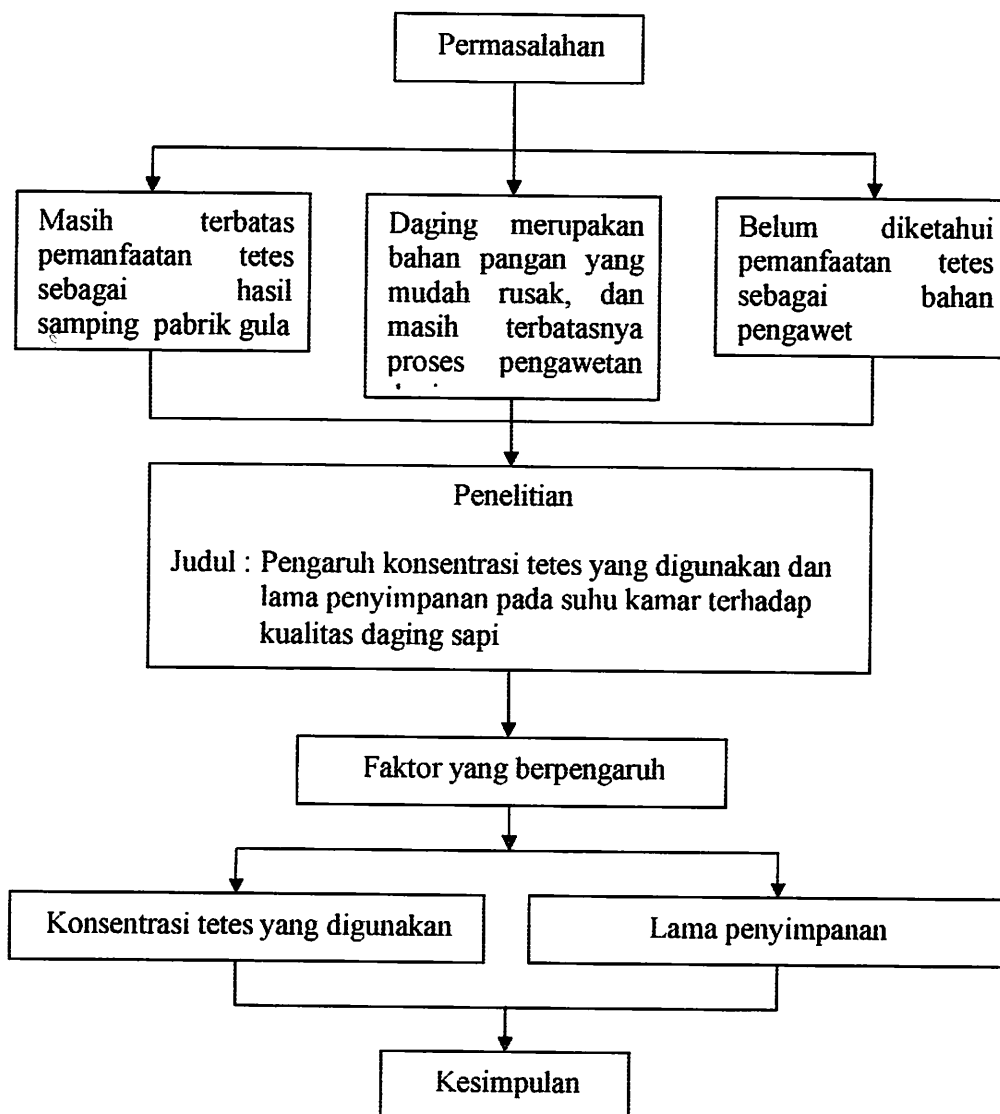 Permasalahan
Masih terbatas
pemanfaatan tetes
sebagai hasil
samping pabrik gula
Daging merupakan
bahan pangan yang
mudah rusak, dan
masih terbatasnya
proses pengawetan
Belum diketahui
pemanfaatan tetes
sebagai bahan
pengawet
Penelitian
Judul : Pengaruh konsentrasi tetes yang digunakan dan
lama penyimpanan pada suhu kamar terhadap
kualitas daging sapi
Faktor yang berpengaruh
Konsentrasi tetes yang digunakan
Lama penyimpanan
Kesimpulan